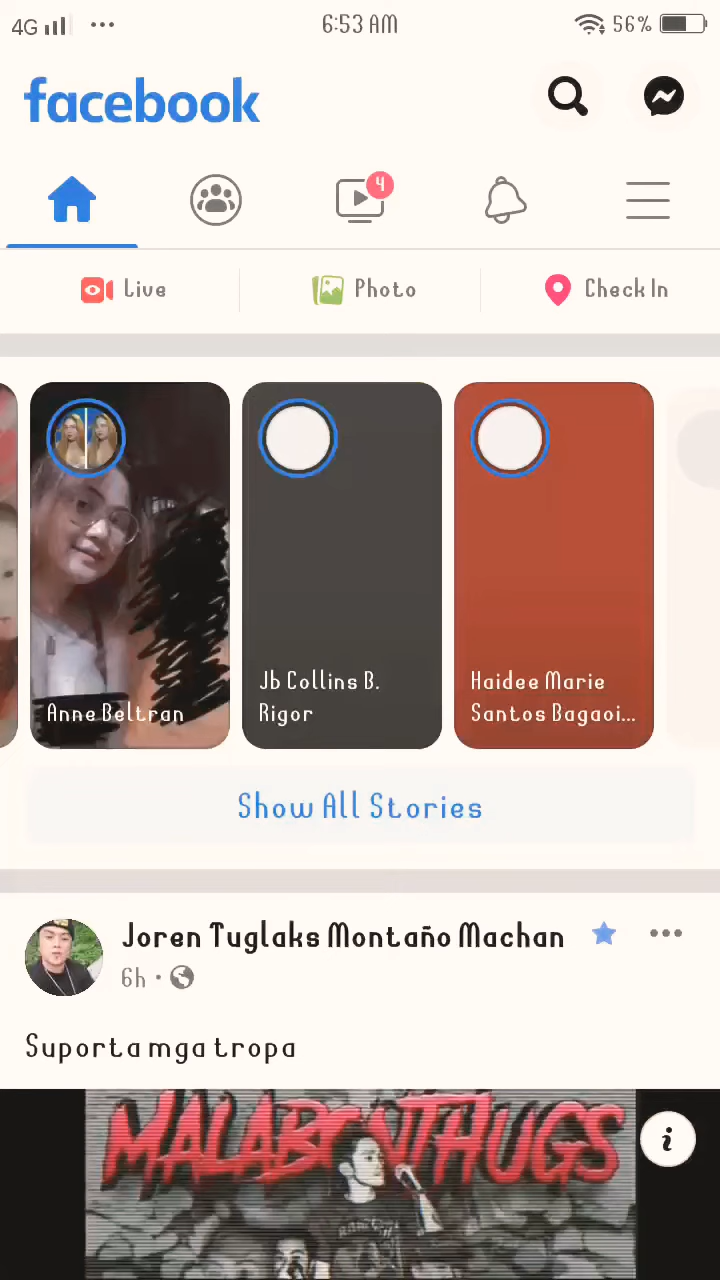 4G 6:53 AM 56%
facebook
4
Live Photo Check In
Anne Beltran
Jb Collins B.
Rigor
Haidee Marie
Santos Bagaoi...
Show All Stories
Joren Tuglaks Montaño Machan
6h
Suporta mga tropa
MALABONTHUGS
i